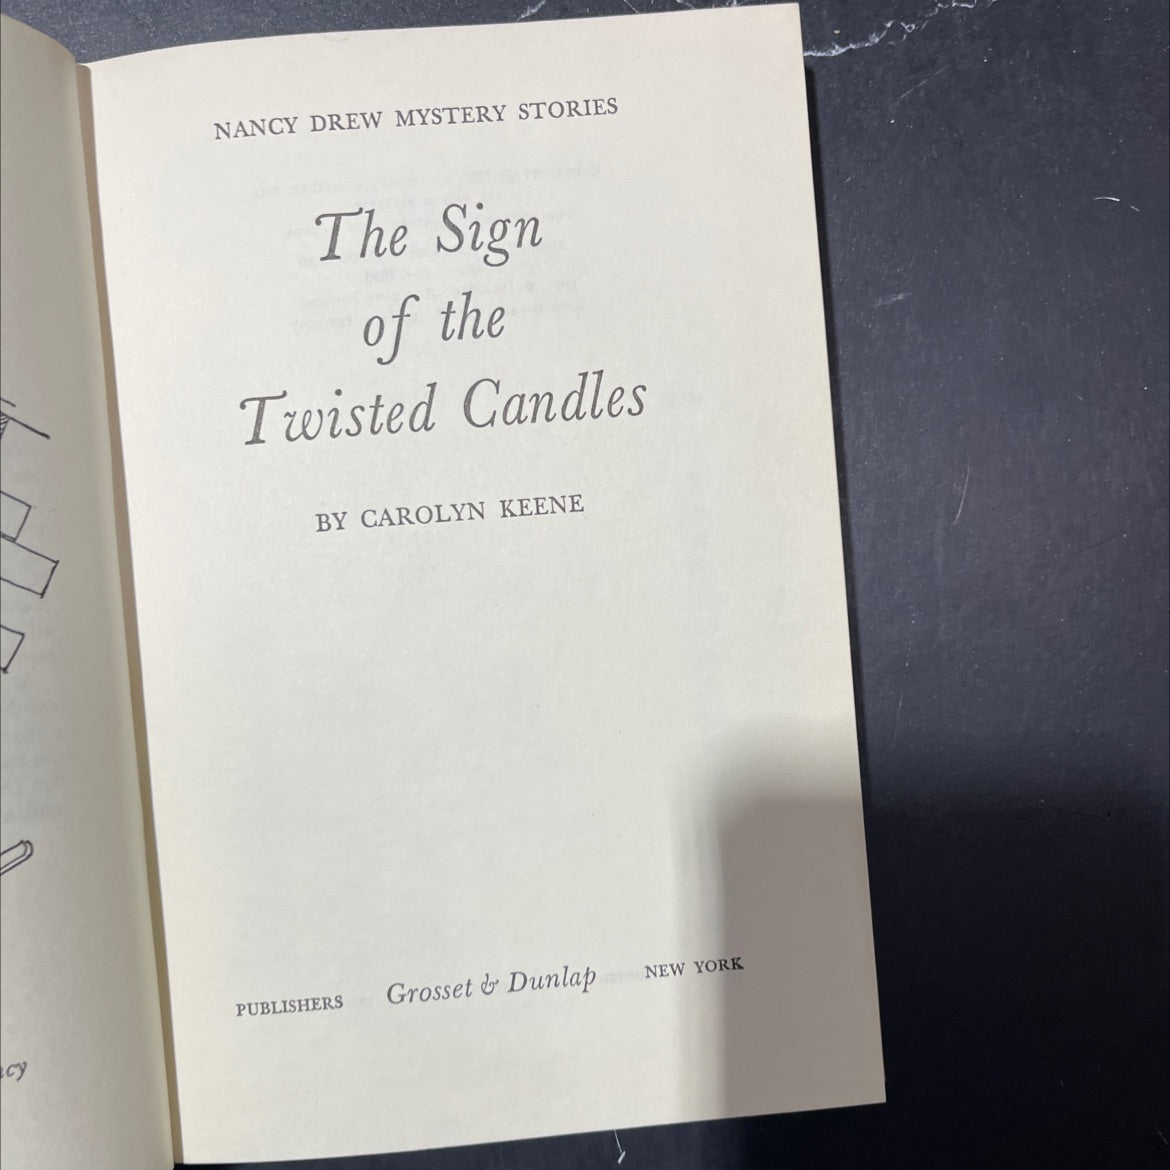 NANCY DREW MYSTERY STORIES
The Sign
of the
Twisted Candles
BY CAROLYN KEENE
PUBLISHERS Grosset & Dunlap NEW YORK